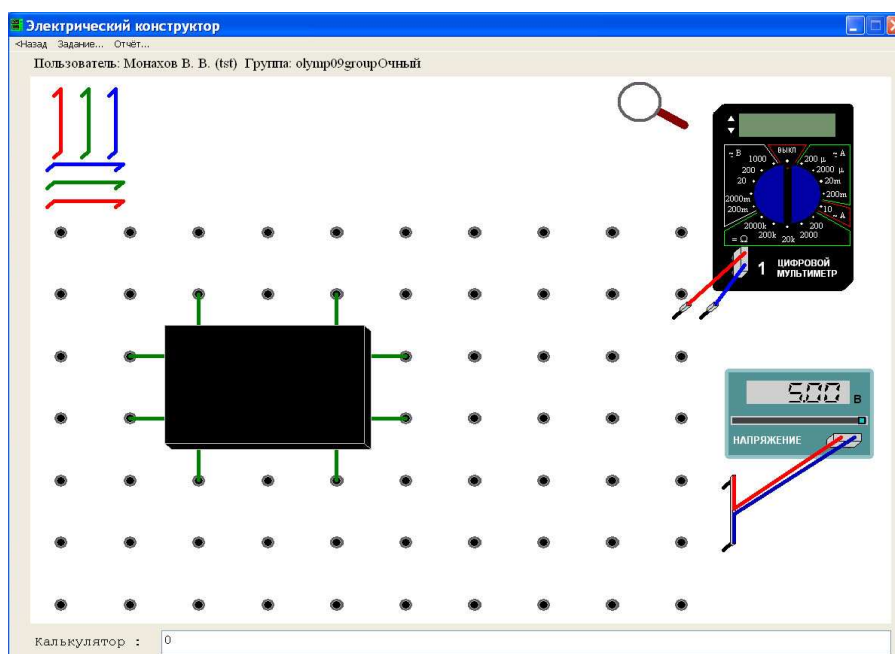 Электрический конструктор
<Назад Задание... Отчёт...
Пользователь: Монахов В. В. (tst) Группа: olymp09groupОчный
~ В
ВЫКЛ
~ А
1000
200 μ
200
2000 μ
20
20m
2000m
200m
200m
10
~ А
2000k
200
200k
20k
2000
= Ω
1
ЦИФРОВОЙ
МУЛЬТИМЕТР
5.00 В
НАПРЯЖЕНИЕ
Калькулятор :
0